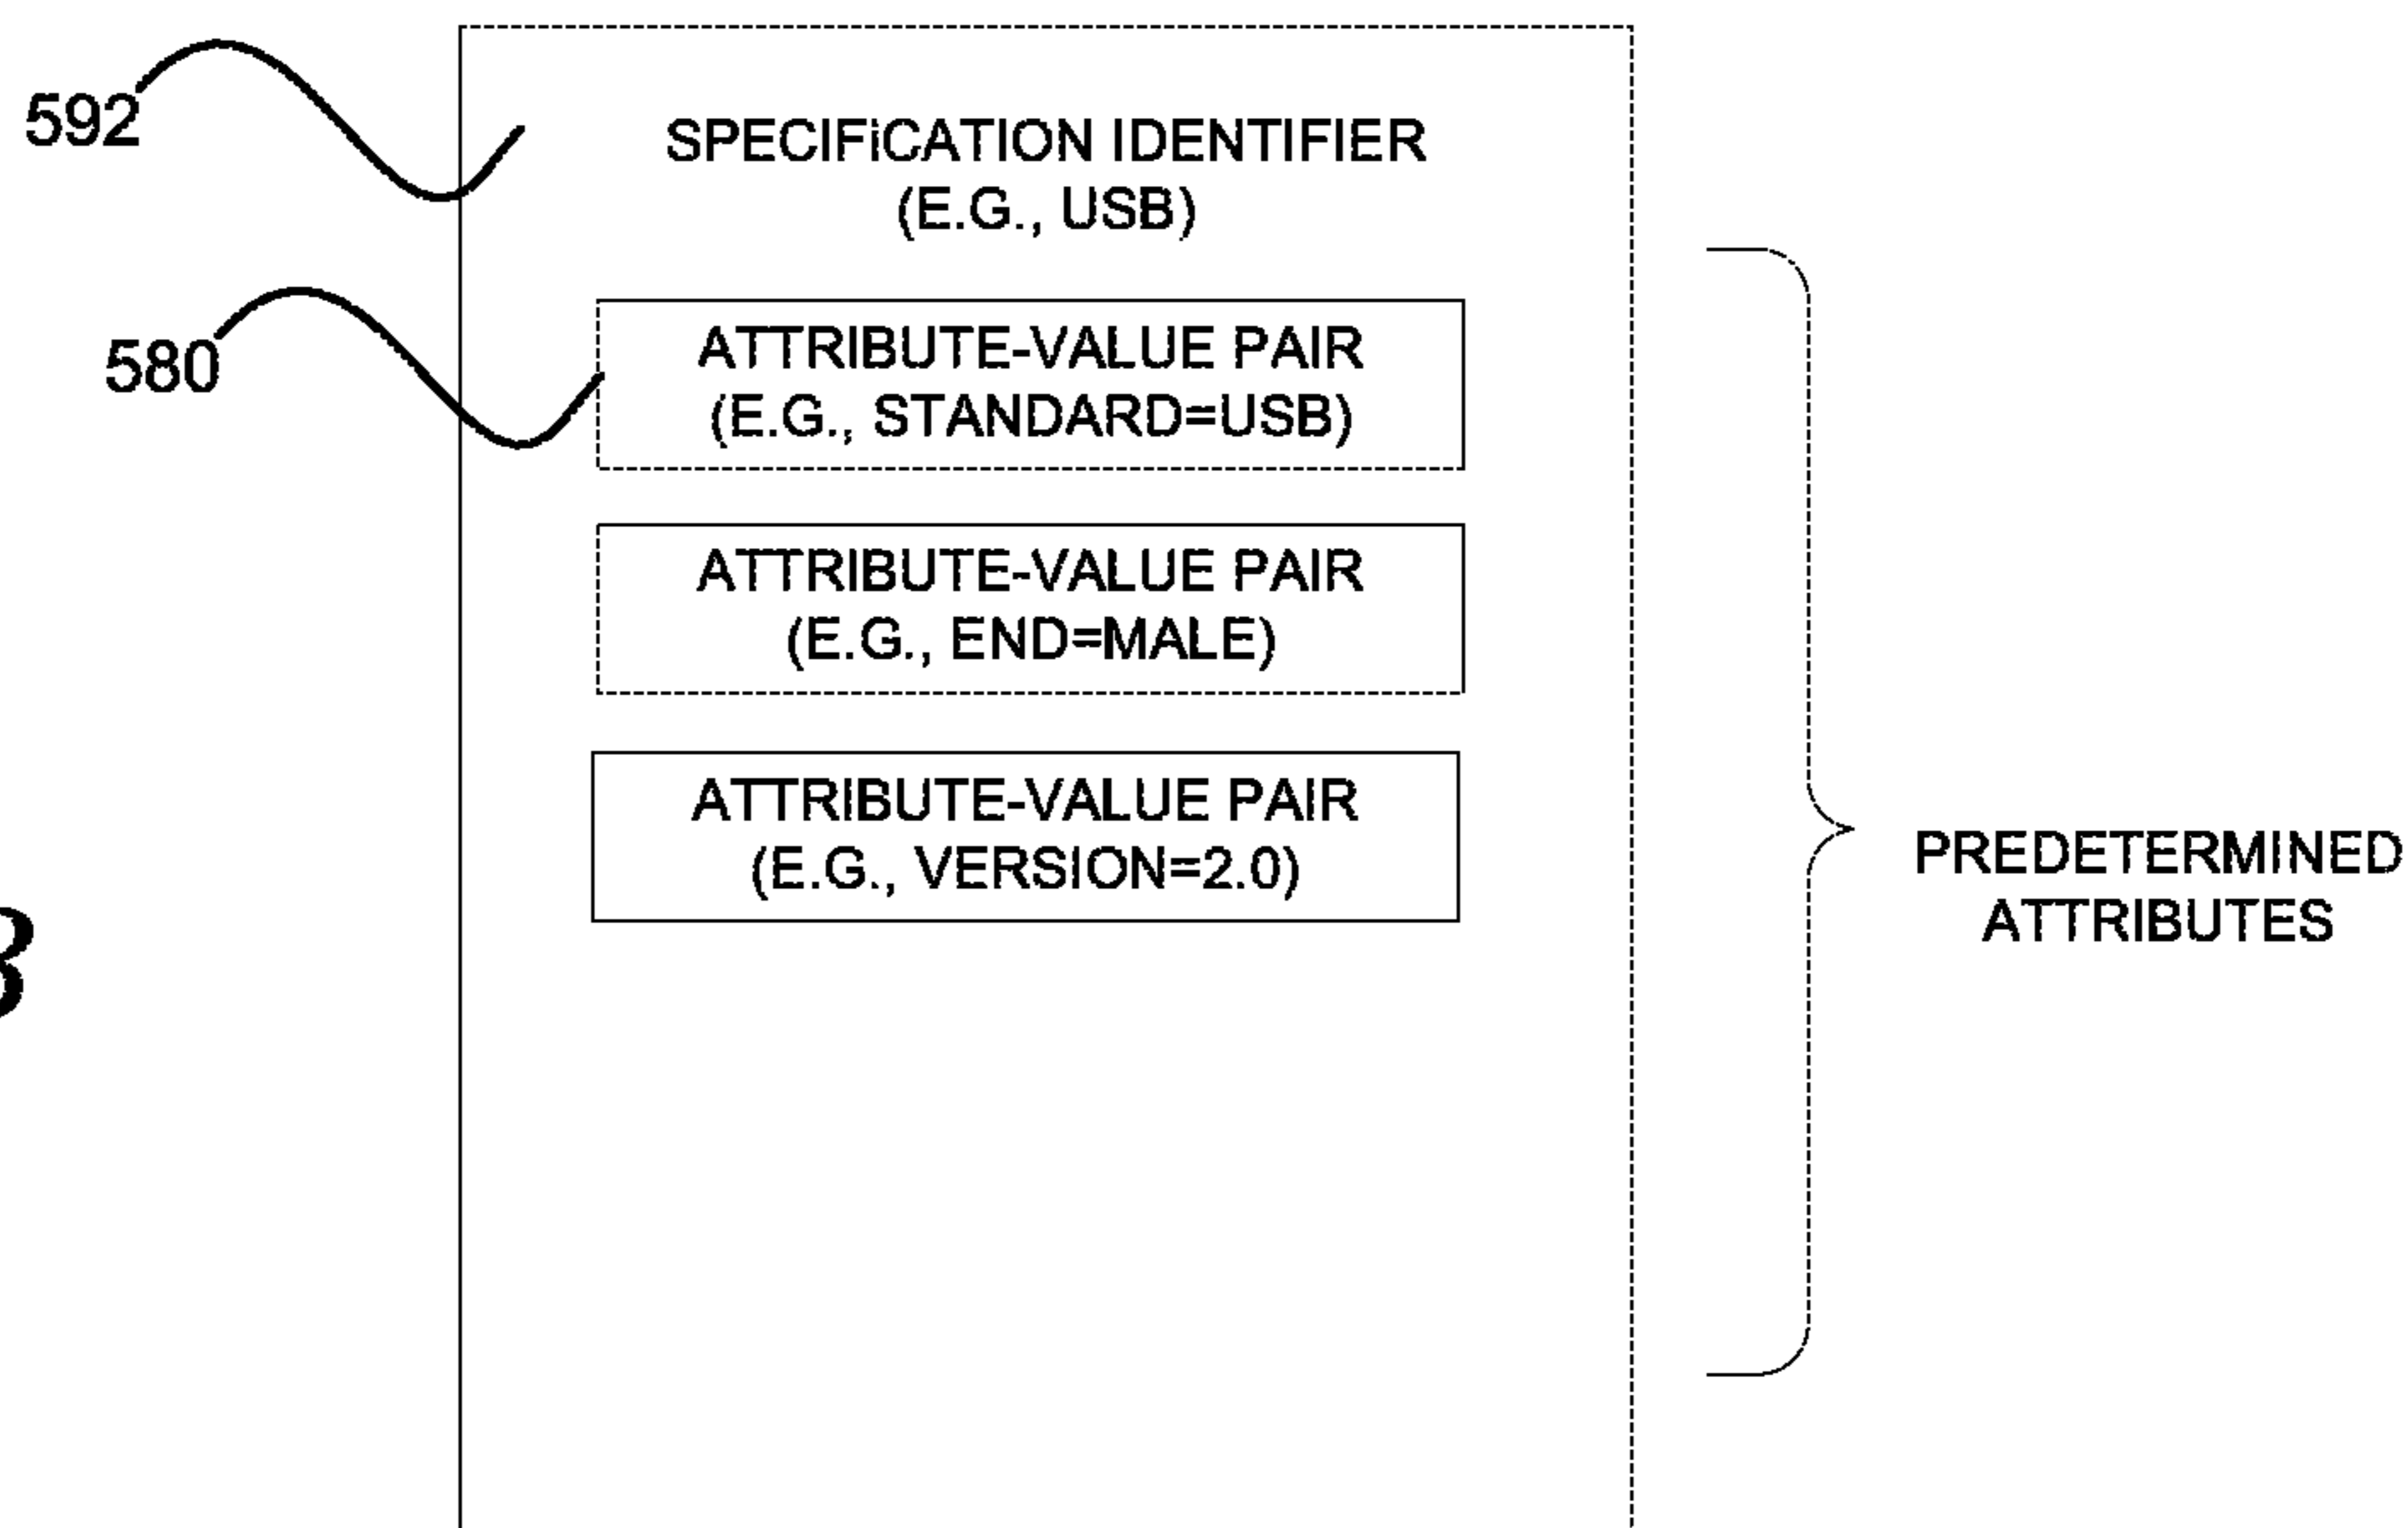 592
SPECIFiCATION IDENTIFIER
(E.G., USB)
580
ATTRIBUTE-VALUE PAIR
(E.G., STANDARD=USB)
ATTRIBUTE-VALUE PAIR
(E.G., END=MALE)
ATTRIBUTE-VALUE PAIR
(E.G., VERSION=2.0)
PREDETERMINED
ATTRIBUTES